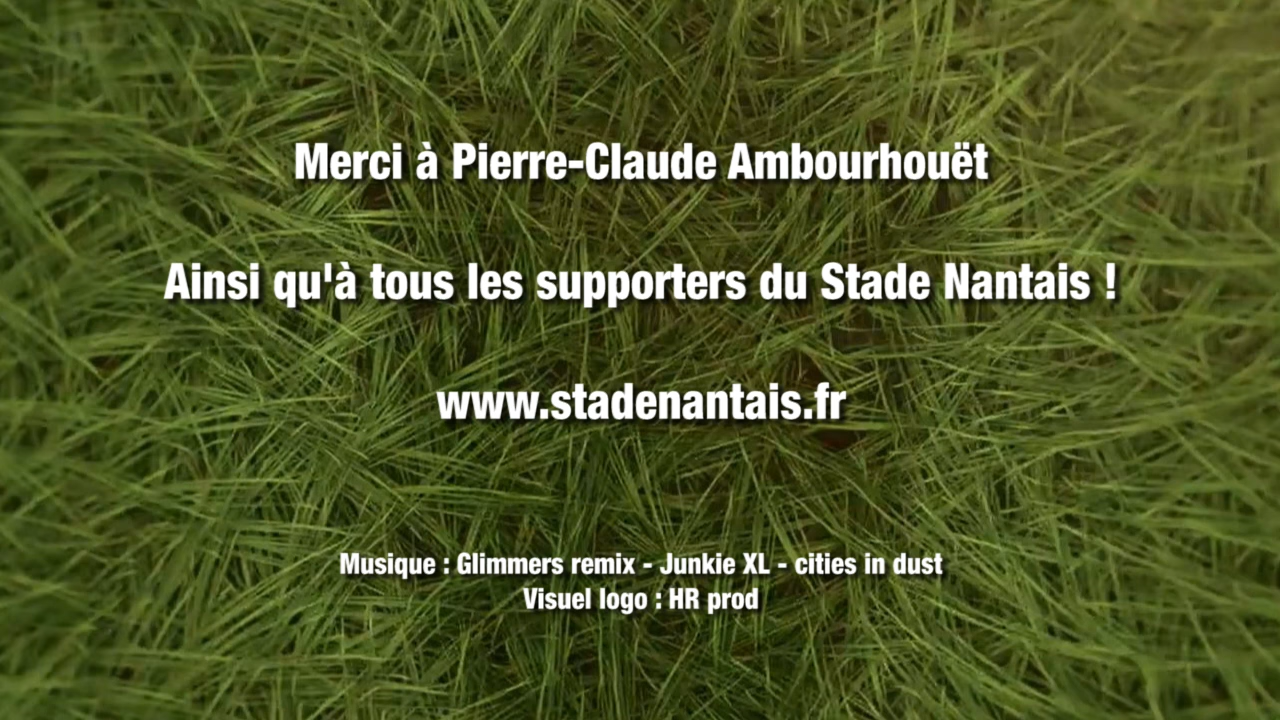 Merci à Pierre-Claude Ambourhouët
Ainsi qu'à tous les supporters du Stade Nantais !
www.stadenantais.fr
Musique : Glimmers remix - Junkie XL - cities in dust
Visuel logo : HR prod